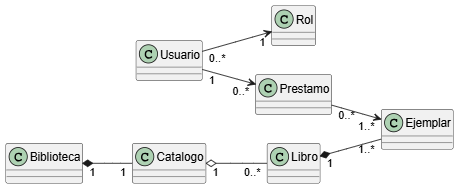 C Rol
C Usuario
0..* 1
1 0..*
C Prestamo
0..* 1..*
C Ejemplar
C Biblioteca
1 1
C Catalogo
1 0..*
C Libro
1 1..*